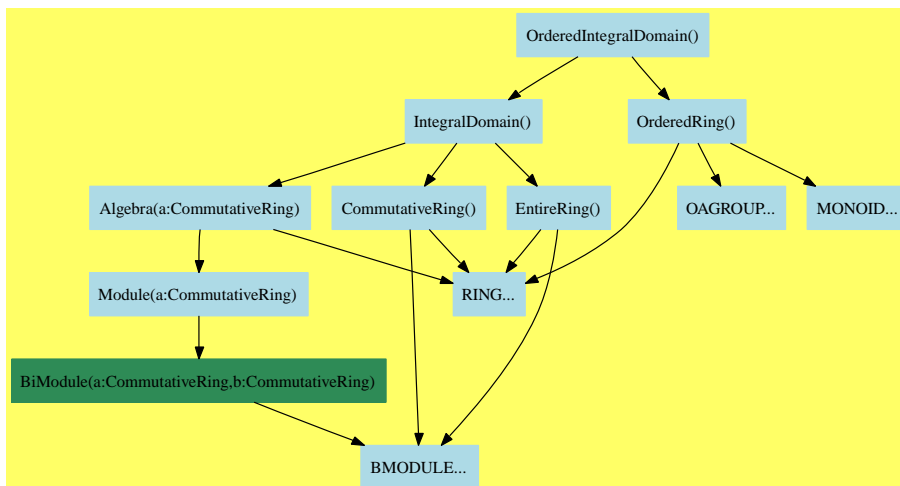 OrderedIntegralDomain()
IntegralDomain()
OrderedRing()
Algebra(a:CommutativeRing)
CommutativeRing()
EntireRing()
OAGROUP...
MONOID...
Module(a:CommutativeRing)
RING...
BiModule(a:CommutativeRing,b:CommutativeRing)
BMODULE...